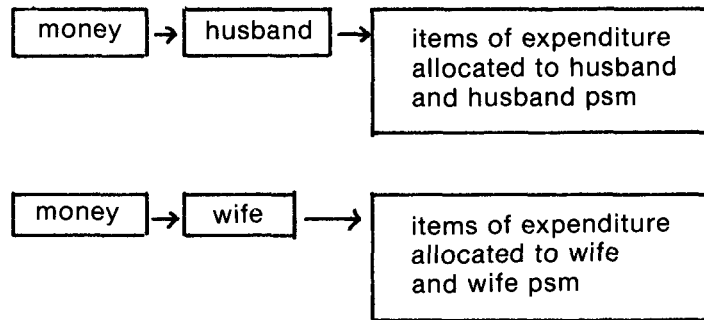 money
husband
items of expenditure
allocated to husband
and husband psm
money
wife
items of expenditure
allocated to wife
and wife psm